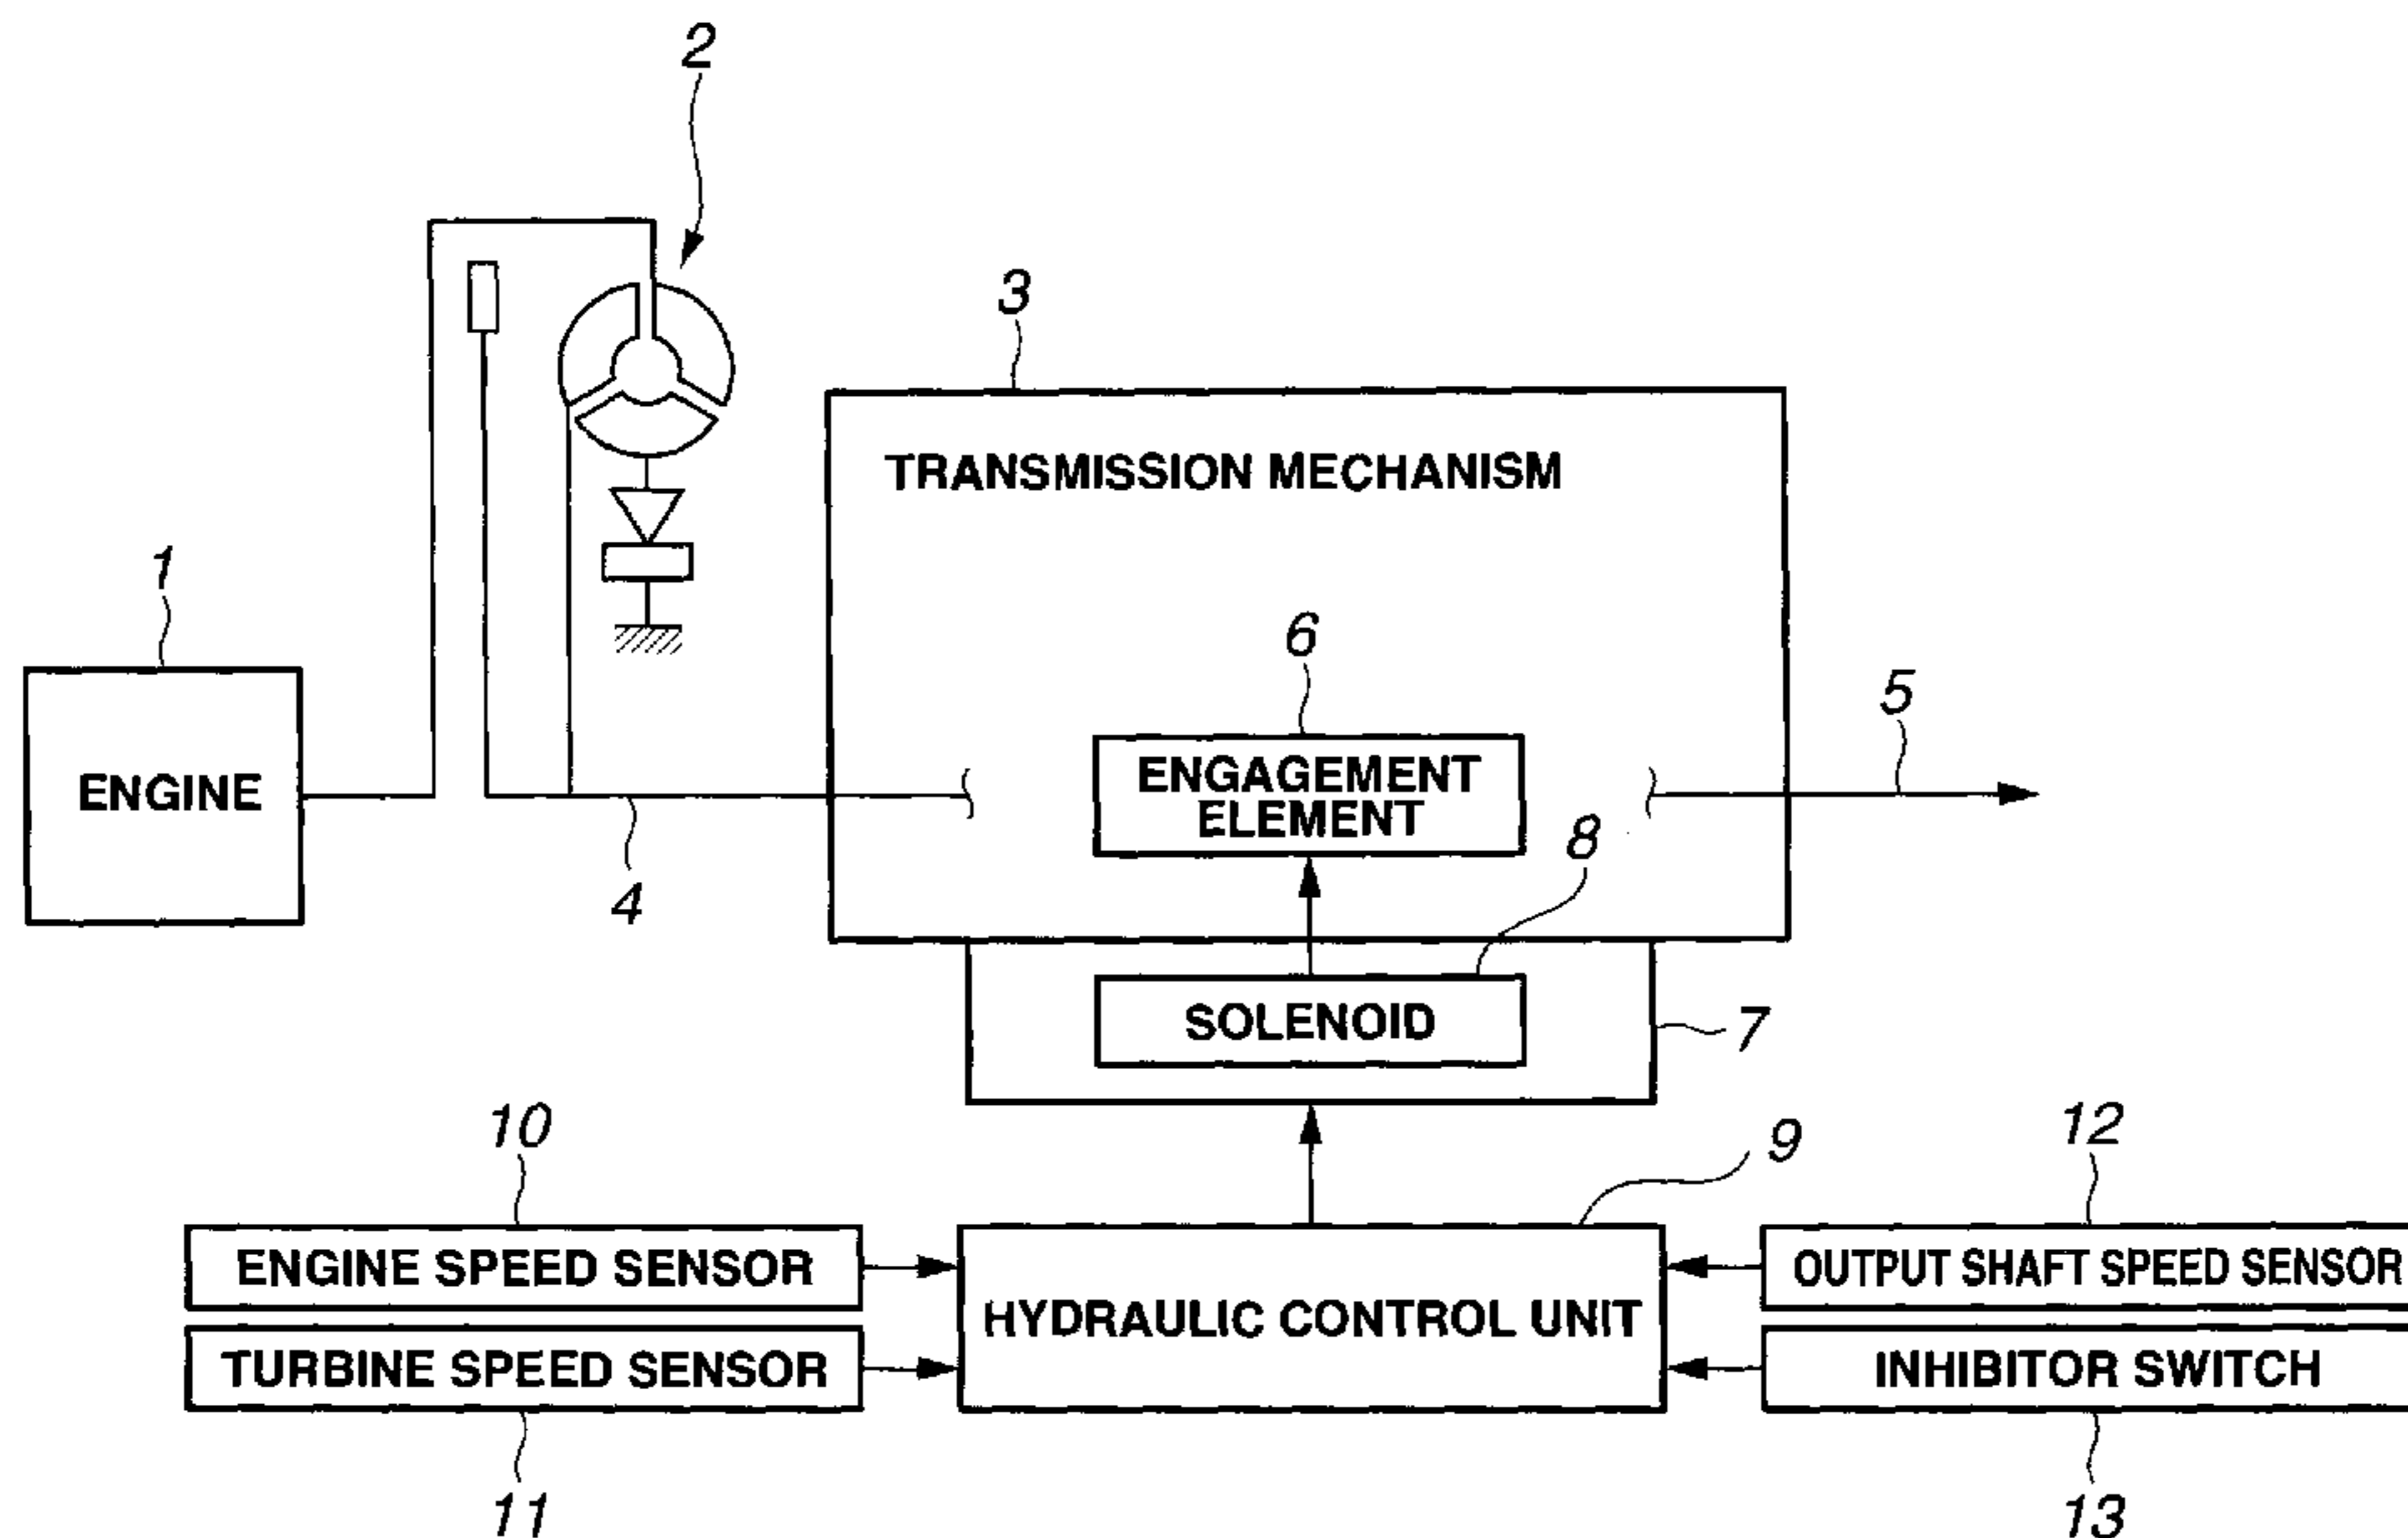 2
3
TRANSMISSION MECHANISM
1
6
5
ENGINE
ENGAGEMENT
ELEMENT
8
4
SOLENOID
7
10
9
12
ENGINE SPEED SENSOR
HYDRAULIC CONTROL UNIT
OUTPUT SHAFT SPEED SENSOR
TURBINE SPEED SENSOR
INHIBITOR SWITCH
11
13